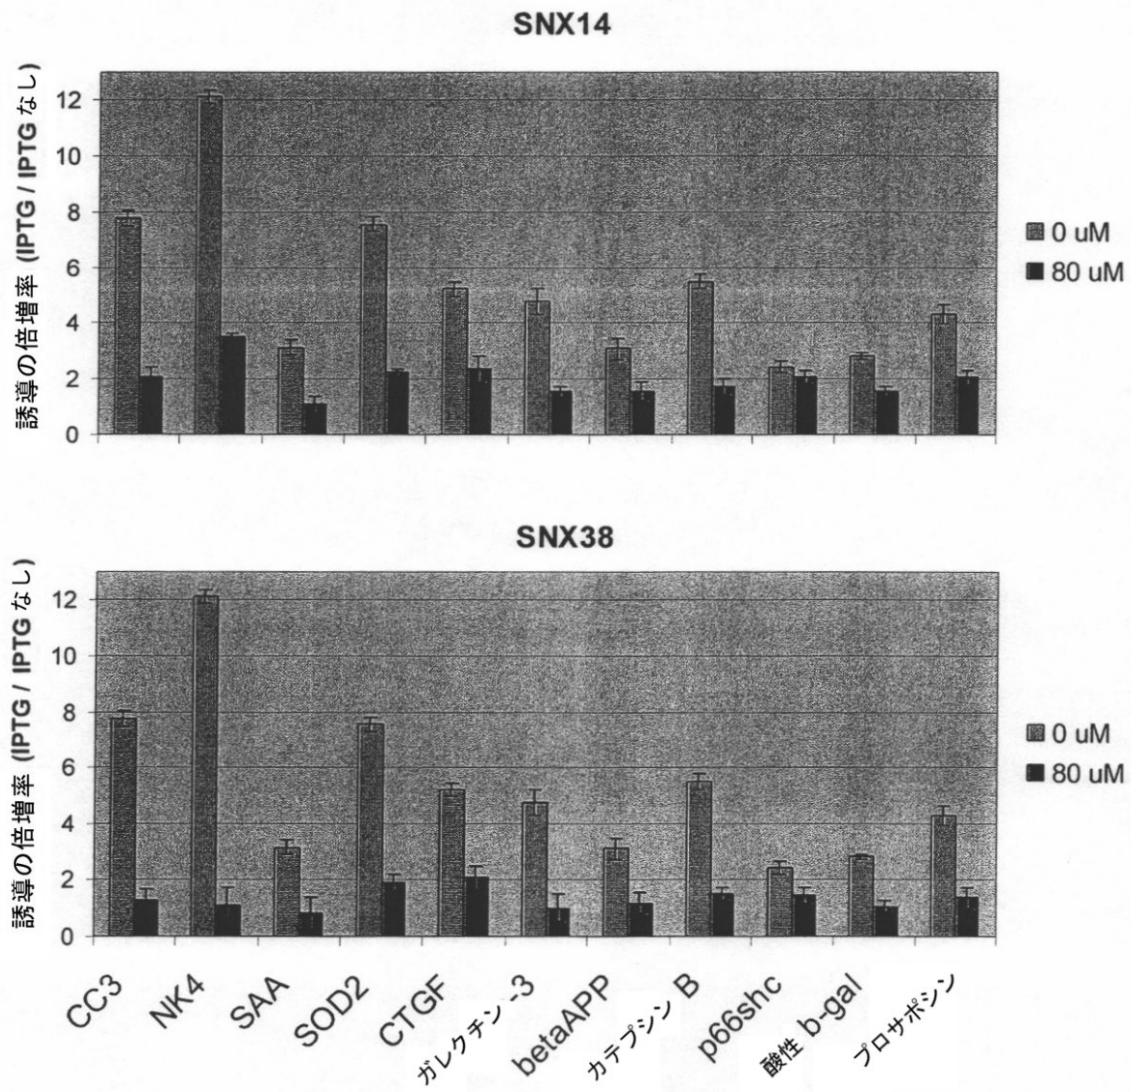 SNX14
誘導の倍増率 (IPTG / IPTG なし)
12
10
8
6
4
2
0
0 uM
80 uM
SNX38
誘導の倍増率 (IPTG / IPTG なし)
12
10
8
6
4
2
0
0 uM
80 uM
CC3
NK4
SAA
SOD2
CTGF
ガレクチン-3
betaAPP
カテプシン B
p66shc
酸性 b-gal
プロサポシン